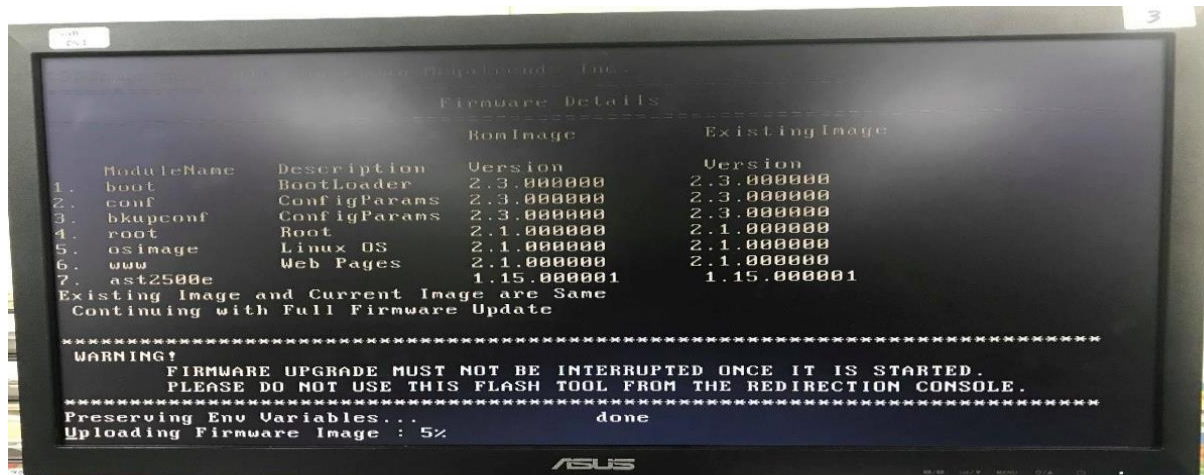 3
Inc.
Firmware Details
RomImage ExistingImage
ModuleName Description Version Version
1. boot BootLoader 2.3.000000 2.3.000000
2. conf ConfigParams 2.3.000000 2.3.000000
3. bkupconf ConfigParams 2.3.000000 2.3.000000
4. root Root 2.1.000000 2.1.000000
5. osimage Linux OS 2.1.000000 2.1.000000
6. www Web Pages 2.1.000000 2.1.000000
7. ast2500e 1.15.000001 1.15.000001
Existing Image and Current Image are Same
Continuing with Full Firmware Update
*****************************************************************************
WARNING!
FIRMWARE UPGRADE MUST NOT BE INTERRUPTED ONCE IT IS STARTED.
PLEASE DO NOT USE THIS FLASH TOOL FROM THE REDIRECTION CONSOLE.
*****************************************************************************
Preserving Env Variables... done
Uploading Firmware Image : 5%
ASUS